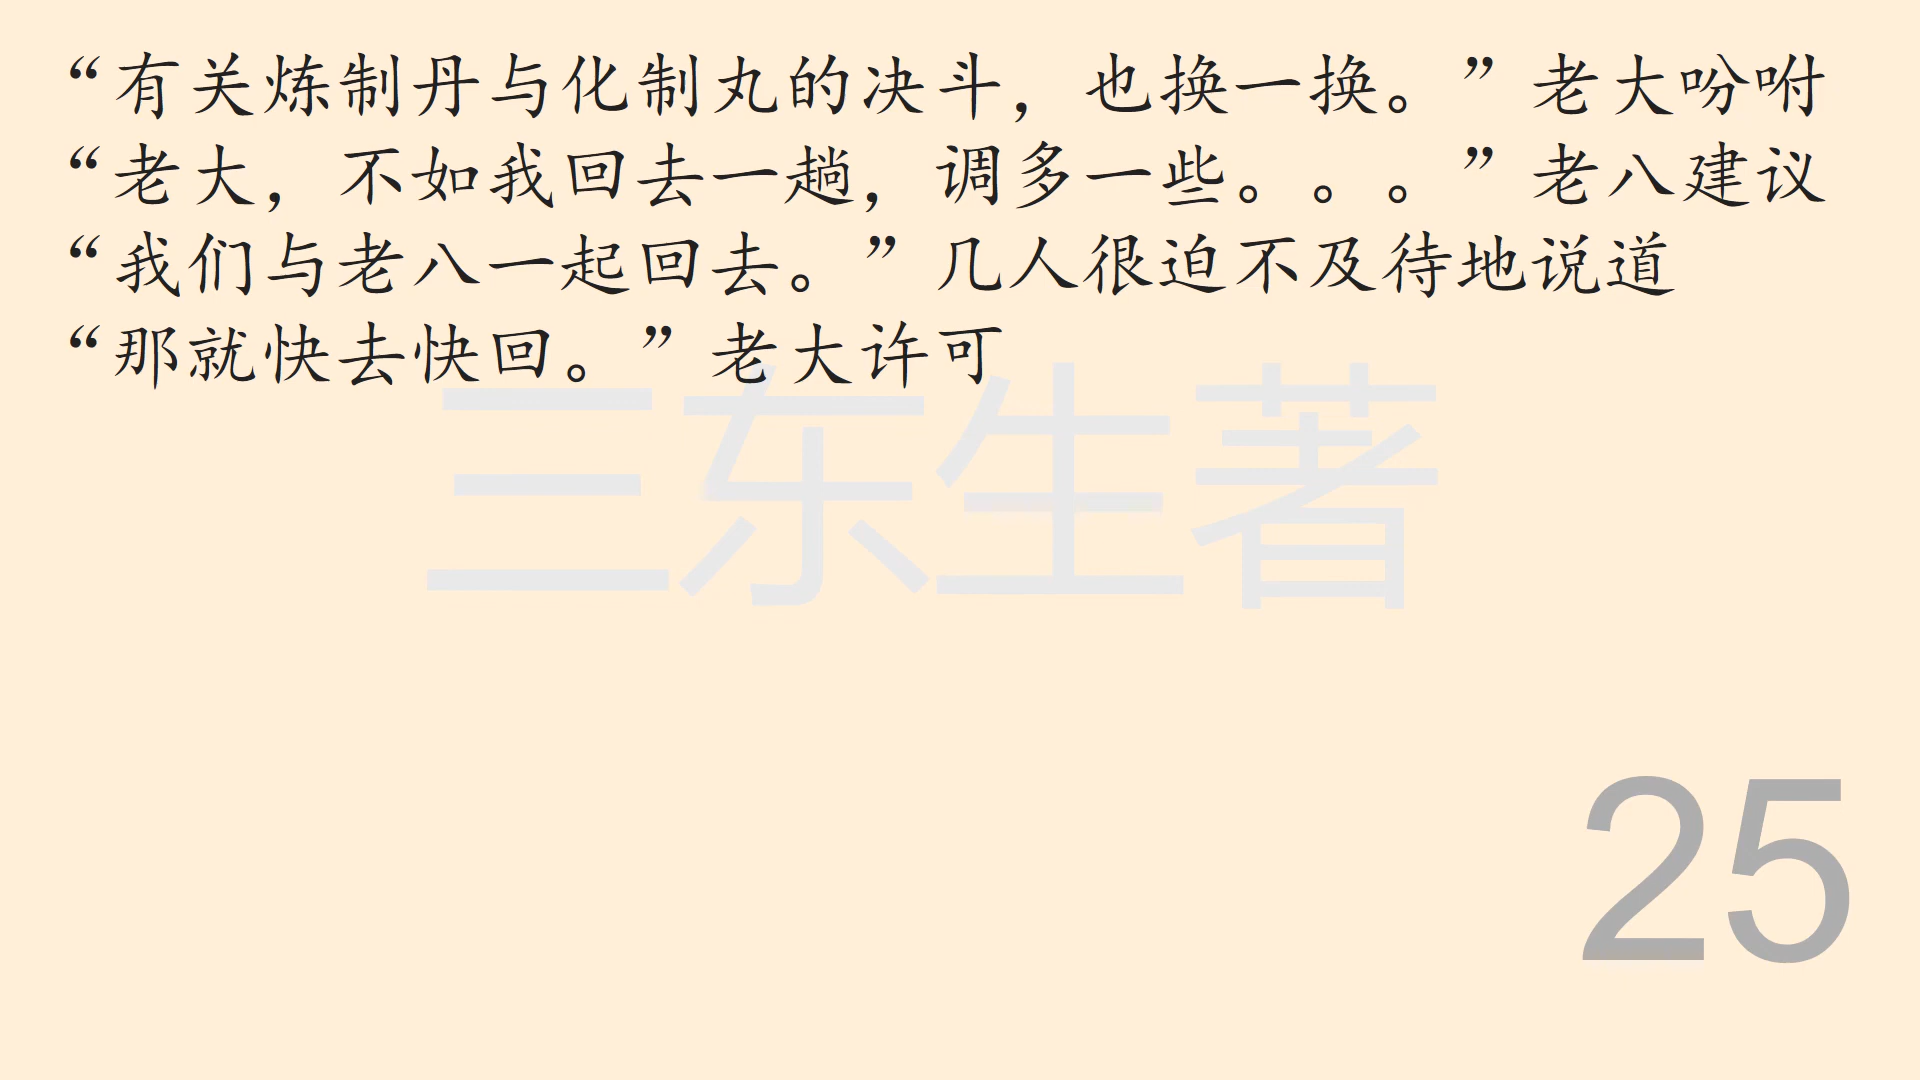 “有关炼制丹与化制丸的决斗，也换一换。”老大吩咐
“老大，不如我回去一趟，调多一些。。。”老八建议
“我们与老八一起回去。”几人很迫不及待地说道
“那就快去快回。”老大许可
三东生著
25